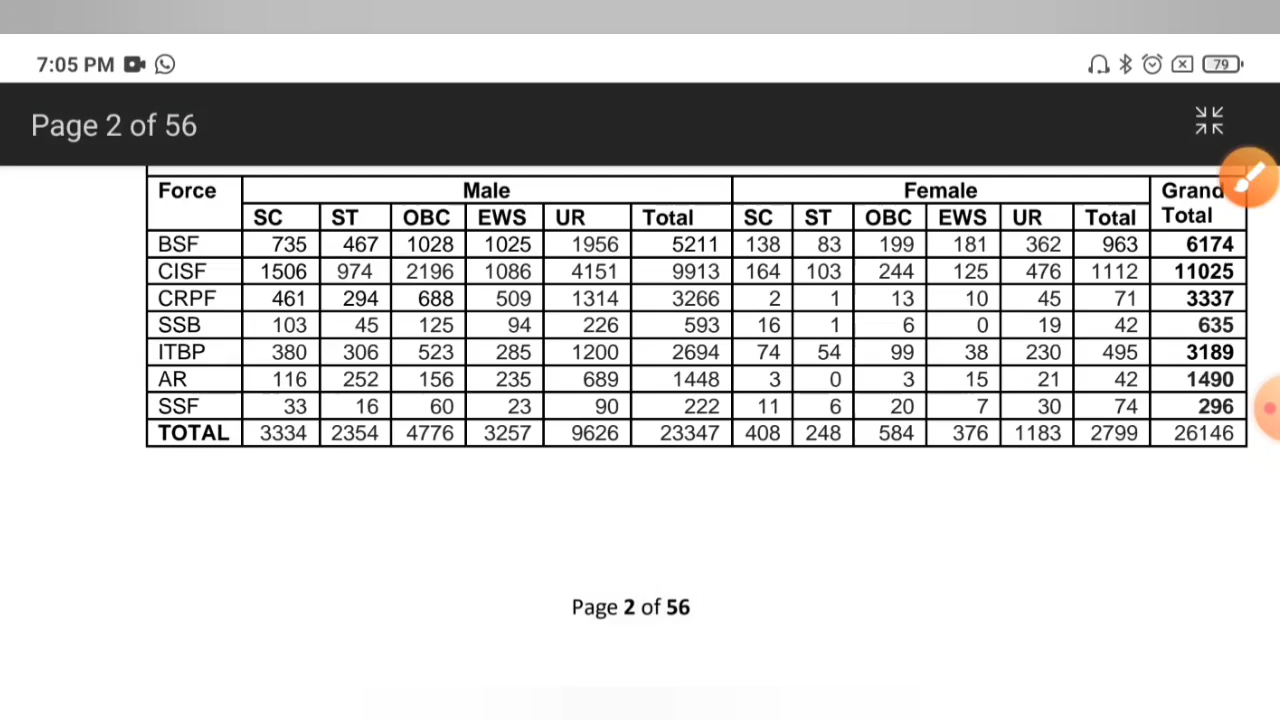 7:05 PM 79
Page 2 of 56
Force Male Female Grand Total
SC ST OBC EWS UR Total SC ST OBC EWS UR Total
BSF 735 467 1028 1025 1956 5211 138 83 199 181 362 963 6174
CISF 1506 974 2196 1086 4151 9913 164 103 244 125 476 1112 11025
CRPF 461 294 688 509 1314 3266 2 1 13 10 45 71 3337
SSB 103 45 125 94 226 593 16 1 6 0 19 42 635
ITBP 380 306 523 285 1200 2694 74 54 99 38 230 495 3189
AR 116 252 156 235 689 1448 3 0 3 15 21 42 1490
SSF 33 16 60 23 90 222 11 6 20 7 30 74 296
TOTAL 3334 2354 4776 3257 9626 23347 408 248 584 376 1183 2799 26146
Page 2 of 56